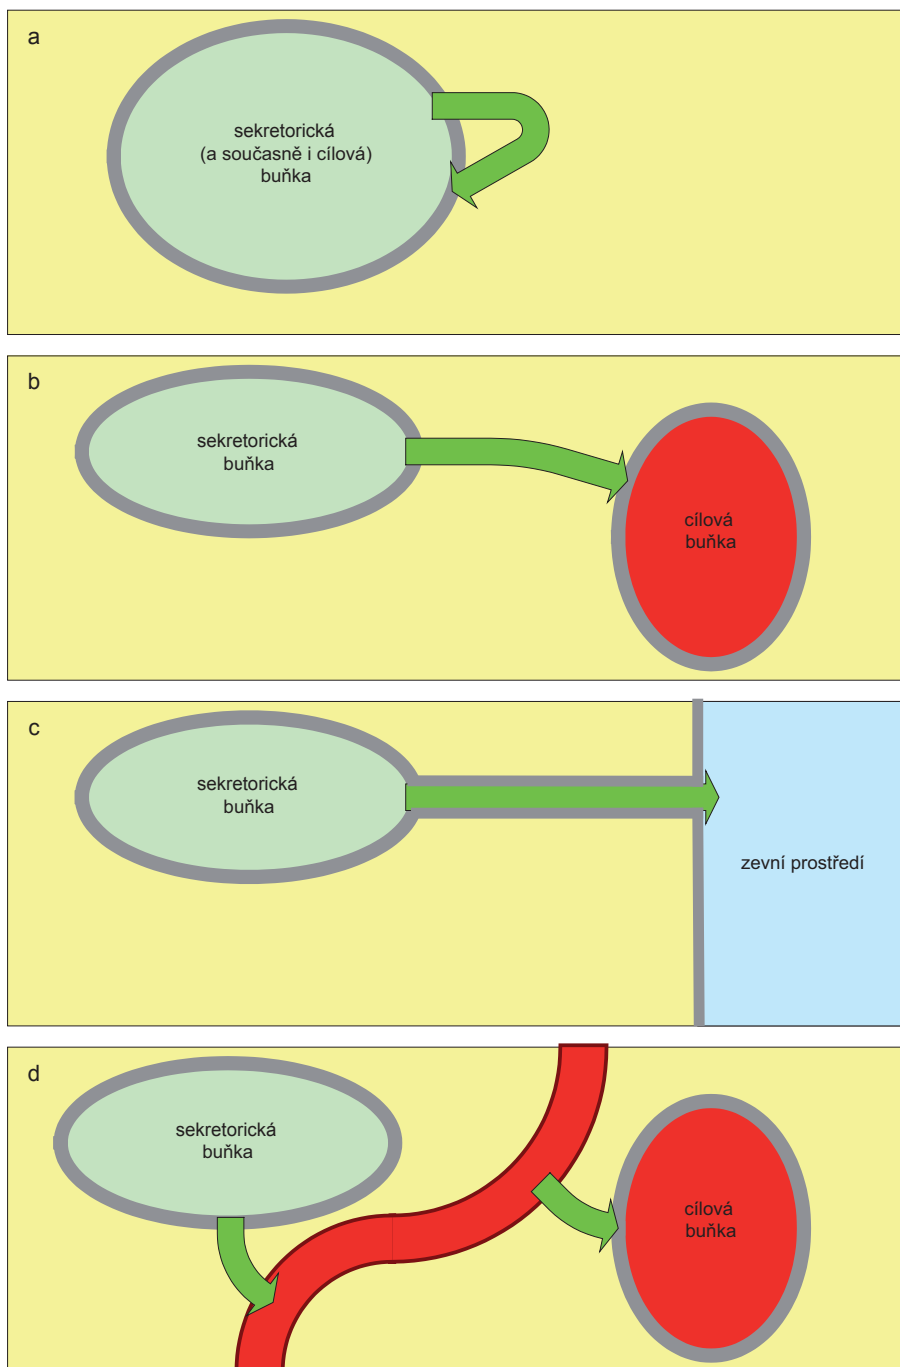 a
sekretorická
(a současně i cílová)
buňka
b
sekretorická
buňka
cílová
buňka
c
sekretorická
buňka
zevní prostředí
d
sekretorická
buňka
cílová
buňka